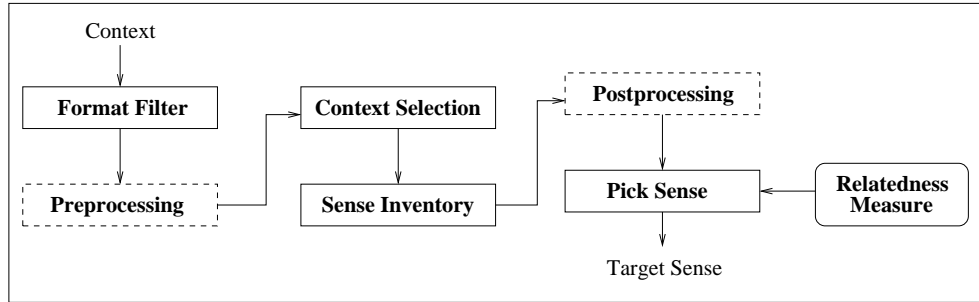 Context
Format Filter
Preprocessing
Context Selection
Sense Inventory
Postprocessing
Pick Sense
Relatedness
Measure
Target Sense